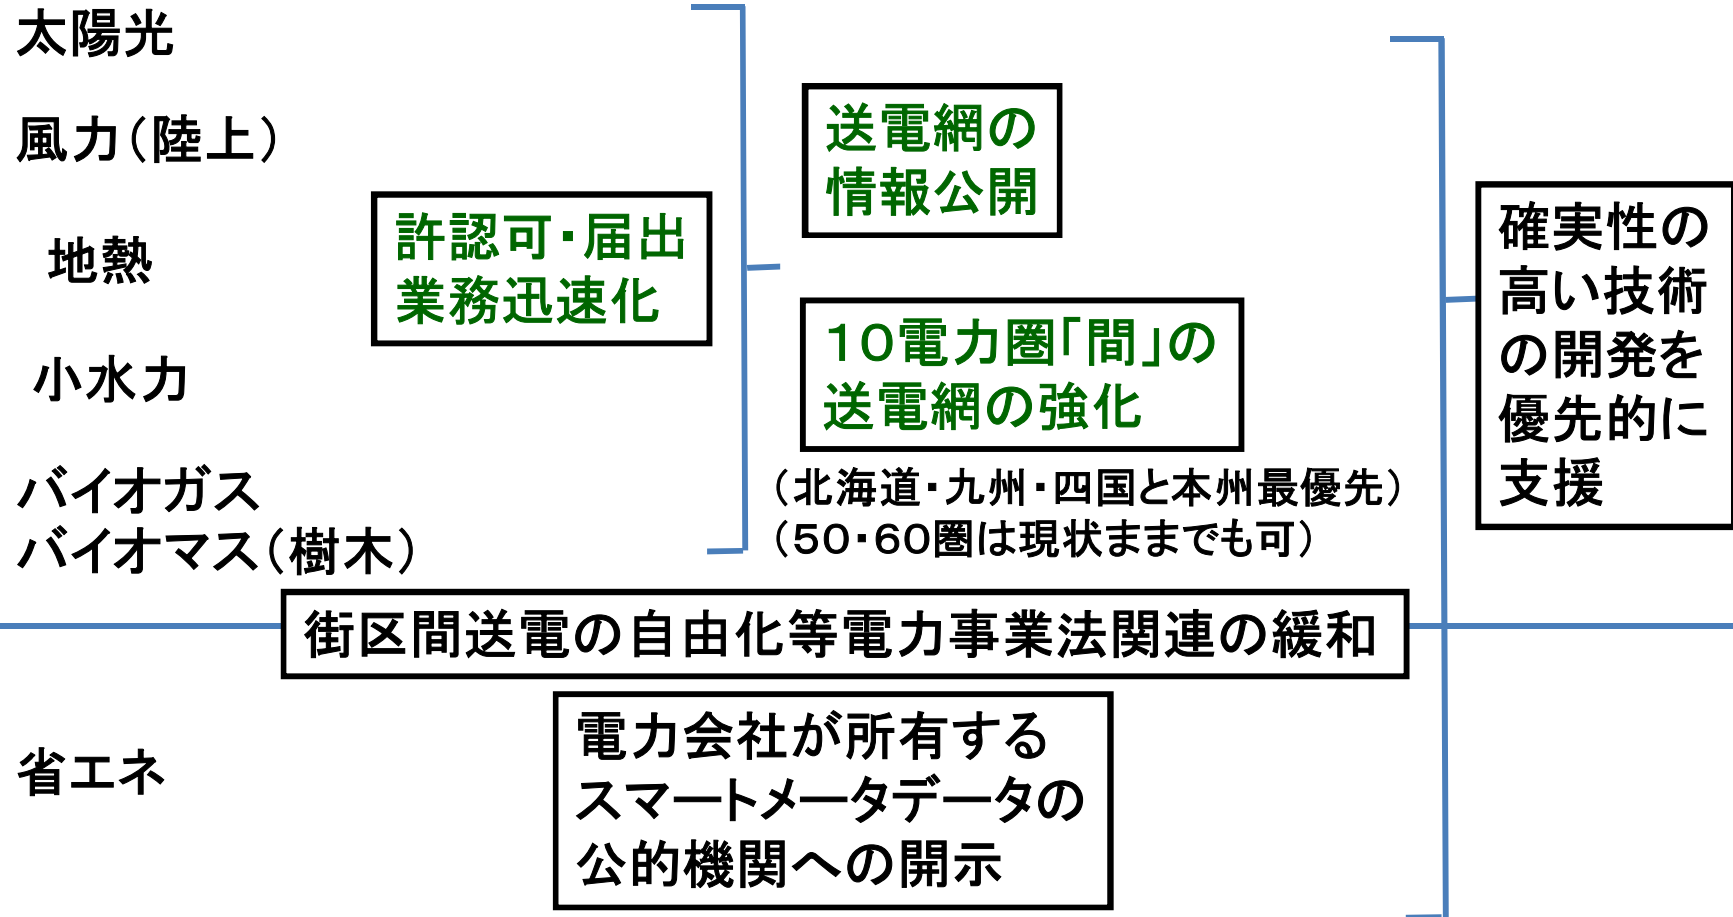 太陽光
風力（陸上）
地熱
小水力
バイオガス
バイオマス（樹木）
許認可・届出
業務迅速化
送電網の
情報公開
１０電力圏「間」の
送電網の強化
（北海道・九州・四国と本州最優先）
（５０・６０圏は現状ままでも可）
確実性の
高い技術
の開発を
優先的に
支援
街区間送電の自由化等電力事業法関連の緩和
省エネ
電力会社が所有する
スマートメータデータの
公的機関への開示